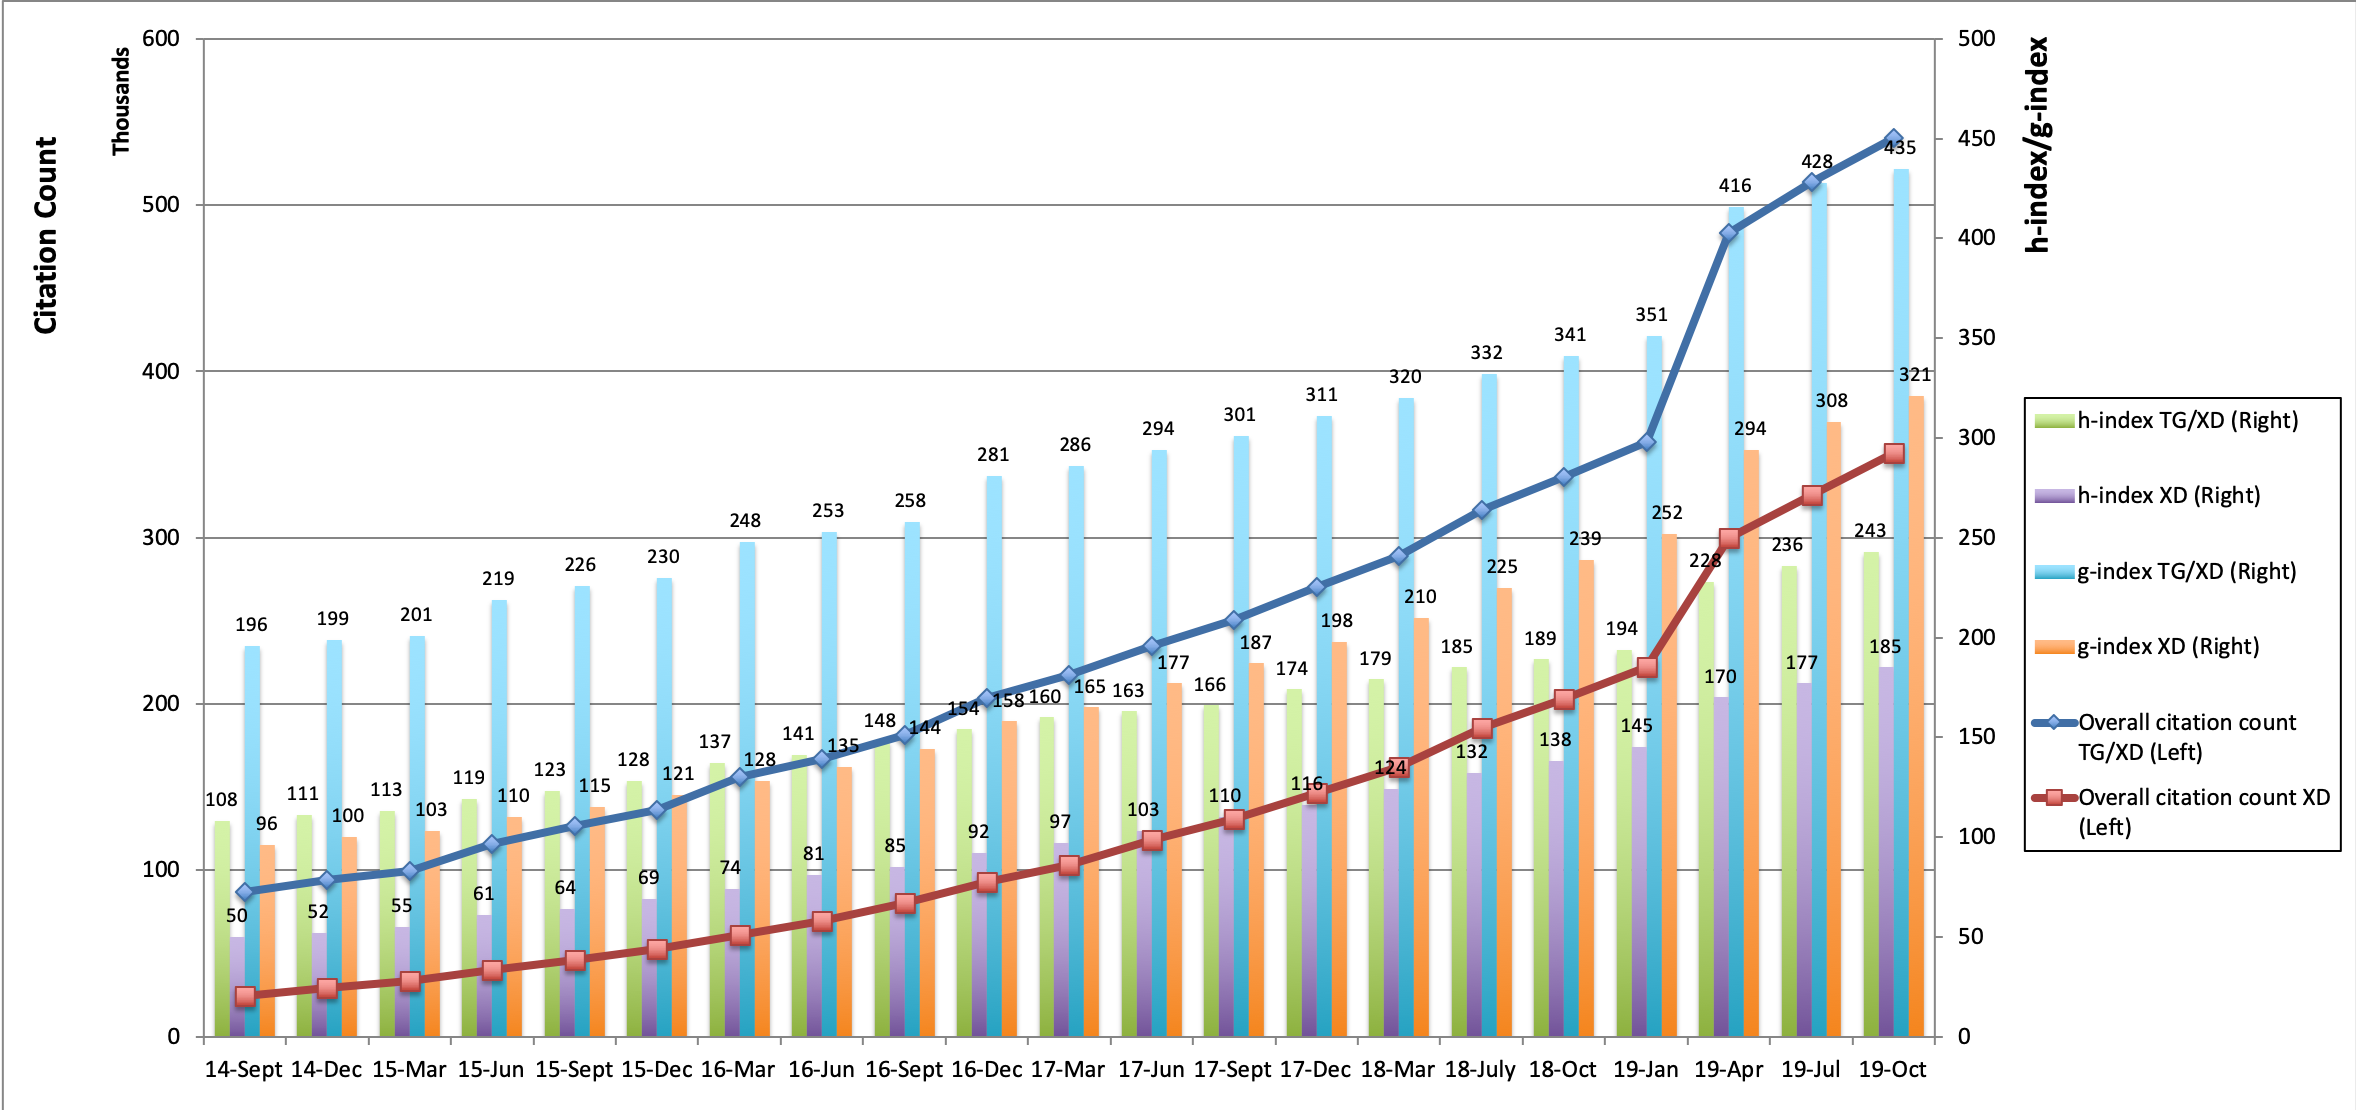 600
500
400
300
200
100
0
Thousands
Citation Count
500
450
400
350
300
250
200
150
100
50
0
h-index/g-index
108 111 113 119 123 128 137 141 148 154 160 163 166 174 179 185 189 194 228 236 243
50 52 55 61 64 69 74 81 85 92 97 103 110 116 124 132 138 145 170 177 185
196 199 201 219 226 230 248 253 258 281 286 294 301 311 320 332 341 351 416 428 435
96 100 103 110 115 121 128 135 144 158 165 177 187 198 210 225 239 252 294 308 321
14-Sept 14-Dec 15-Mar 15-Jun 15-Sept 15-Dec 16-Mar 16-Jun 16-Sept 16-Dec 17-Mar 17-Jun 17-Sept 17-Dec 18-Mar 18-July 18-Oct 19-Jan 19-Apr 19-Jul 19-Oct
h-index TG/XD (Right)
h-index XD (Right)
g-index TG/XD (Right)
g-index XD (Right)
Overall citation count
TG/XD (Left)
Overall citation count XD
(Left)